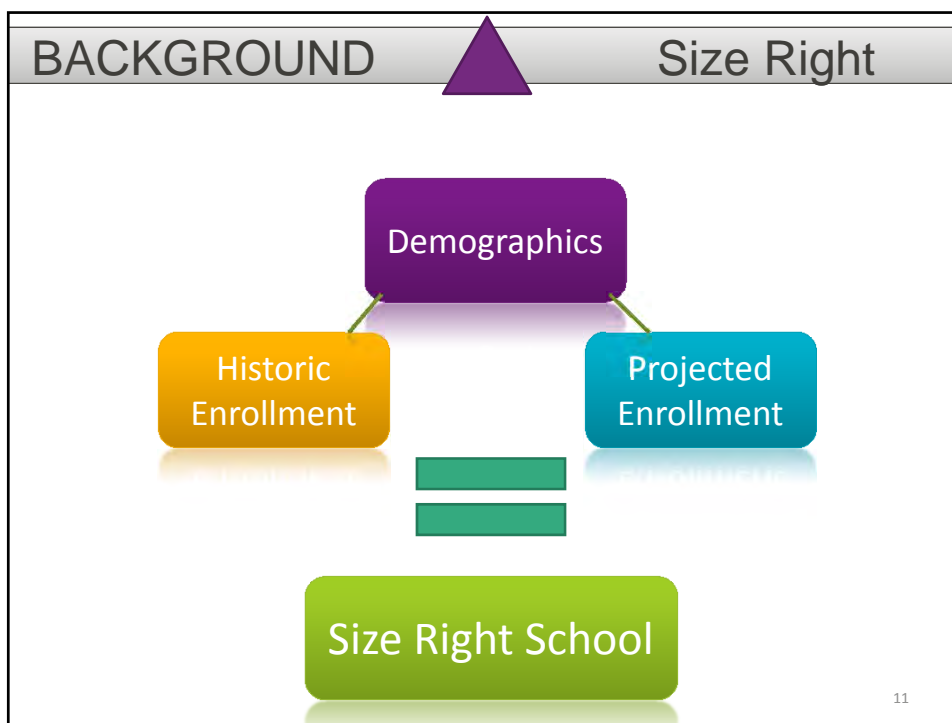 BACKGROUND
Size Right
Demographics
Historic
Enrollment
Projected
Enrollment
Size Right School
11